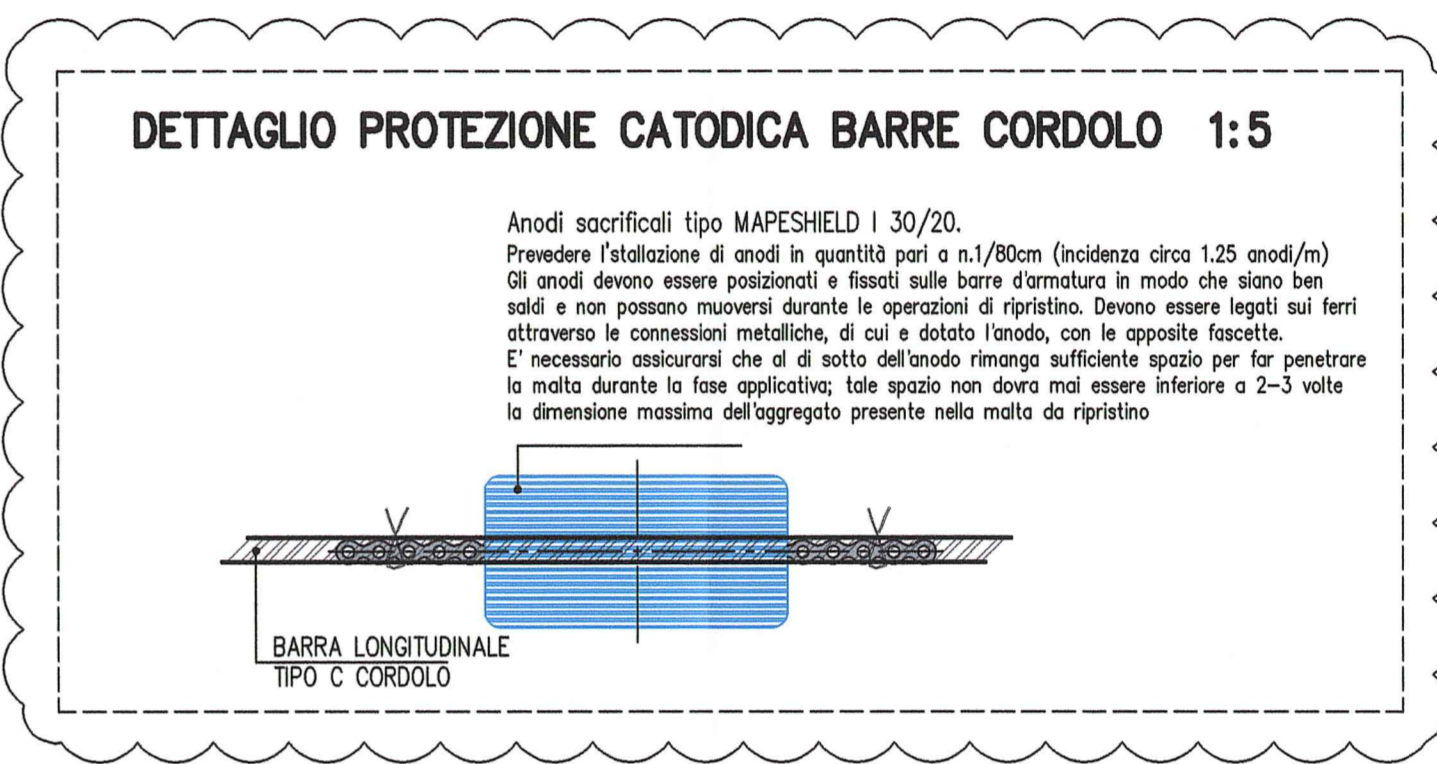 DETTAGLIO PROTEZIONE CATODICA BARRE CORDOLO 1:5
Anodi sacrificali tipo MAPESHIELD I 30/20.
Prevedere l'stallazione di anodi in quantità pari a n.1/80cm (incidenza circa 1.25 anodi/m)
Gli anodi devono essere posizionati e fissati sulle barre d'armatura in modo che siano ben
saldi e non possano muoversi durante le operazioni di ripristino. Devono essere legati sui ferri
attraverso le connessioni metalliche, di cui e dotato l'anodo, con le apposite fascette.
E' necessario assicurarsi che al di sotto dell'anodo rimanga sufficiente spazio per far penetrare
la malta durante la fase applicativa; tale spazio non dovra mai essere inferiore a 2-3 volte
la dimensione massima dell'aggregato presente nella malta da ripristino
BARRA LONGITUDINALE
TIPO C CORDOLO